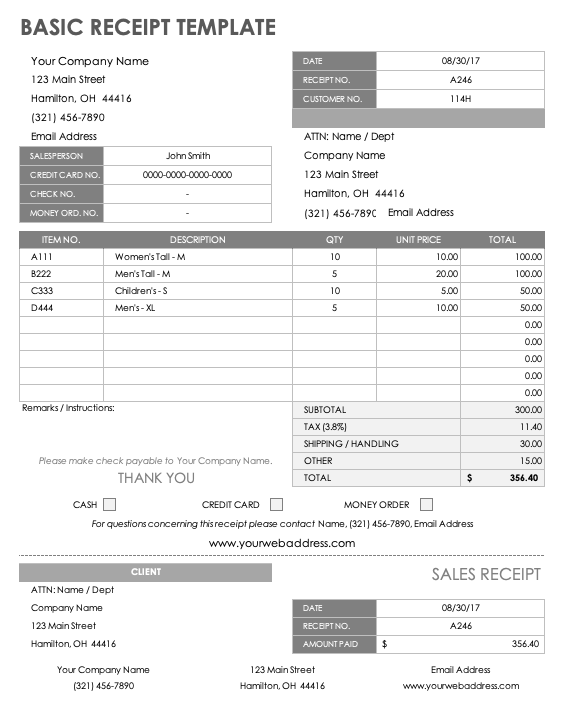 BASIC RECEIPT TEMPLATE
Your Company Name
123 Main Street
Hamilton, OH 44416
(321) 456-7890
Email Address
DATE 08/30/17
RECEIPT NO. A246
CUSTOMER NO. 114H
SALESPERSON John Smith
CREDIT CARD NO. 0000-0000-0000-0000
CHECK NO. -
MONEY ORD. NO. -
ATTN: Name / Dept
Company Name
123 Main Street
Hamilton, OH 44416
(321) 456-789C Email Address
ITEM NO. DESCRIPTION QTY UNIT PRICE TOTAL
A111 Women's Tall - M 10 10.00 100.00
B222 Men's Tall - M 5 20.00 100.00
C333 Children's - S 10 5.00 50.00
D444 Men's - XL 5 10.00 50.00
0.00
0.00
0.00
0.00
0.00
Remarks / Instructions:
SUBTOTAL 300.00
TAX (3.8%) 11.40
SHIPPING / HANDLING 30.00
OTHER 15.00
TOTAL $ 356.40
Please make check payable to Your Company Name.
THANK YOU
CASH CREDIT CARD MONEY ORDER
For questions concerning this receipt please contact Name, (321) 456-7890, Email Address
www.yourwebaddress.com
CLIENT
ATTN: Name / Dept
Company Name
123 Main Street
Hamilton, OH 44416
SALES RECEIPT
DATE 08/30/17
RECEIPT NO. A246
AMOUNT PAID $ 356.40
Your Company Name 123 Main Street Email Address
(321) 456-7890 Hamilton, OH 44416 www.yourwebaddress.com